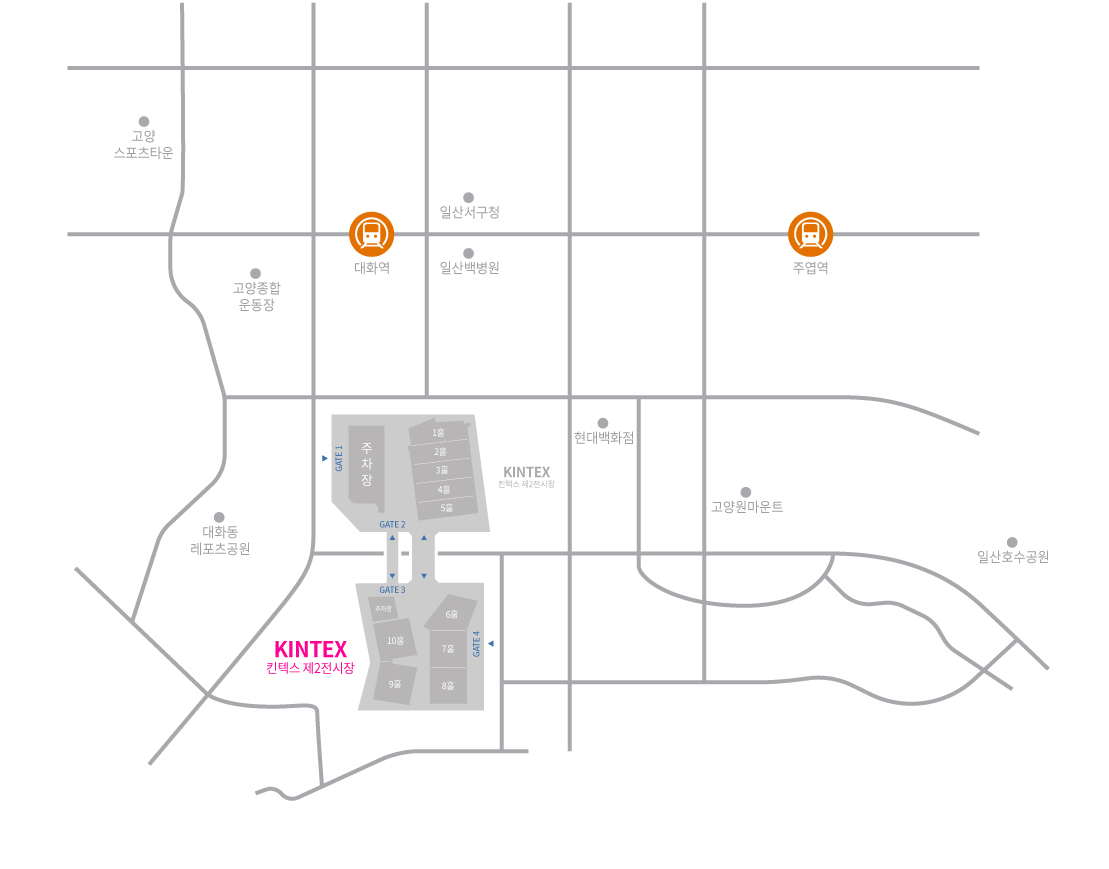 고양
스포츠타운
일산서구청
대화역
일산백병원
주엽역
고양종합
운동장
현대백화점
GATE 1
주
차
장
1홀
2홀
3홀
4홀
5홀
KINTEX
킨텍스 제2전시장
고양원마운트
GATE 2
대화동
레포츠공원
일산호수공원
GATE 3
주차장
6홀
10홀
7홀
GATE 4
9홀
8홀
KINTEX
킨텍스 제2전시장